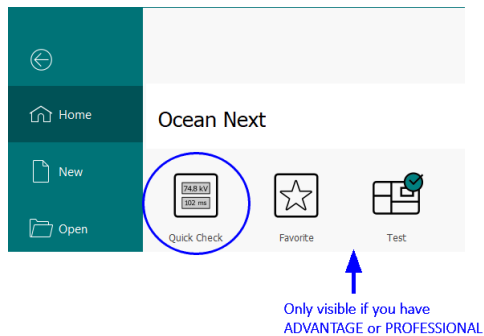 Home
Ocean Next
New
74.8 kV
102 ms
Open
Quick Check
Favorite
Test
Only visible if you have
ADVANTAGE or PROFESSIONAL